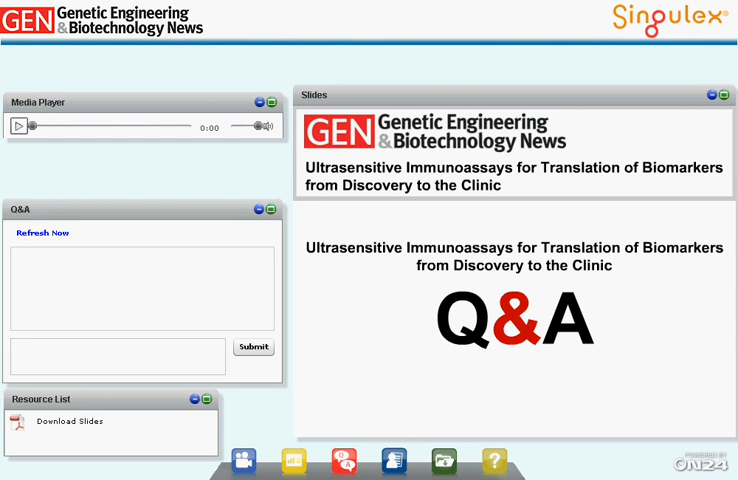 GEN Genetic Engineering
&Biotechnology News
Singulex®
Media Player
0:00
Slides
GEN Genetic Engineering
&Biotechnology News
Ultrasensitive Immunoassays for Translation of Biomarkers
from Discovery to the Clinic
Q&A
Refresh Now
Submit
Ultrasensitive Immunoassays for Translation of Biomarkers
from Discovery to the Clinic
Q&A
Resource List
Download Slides
Q
A
?
POWERED BY
ON24